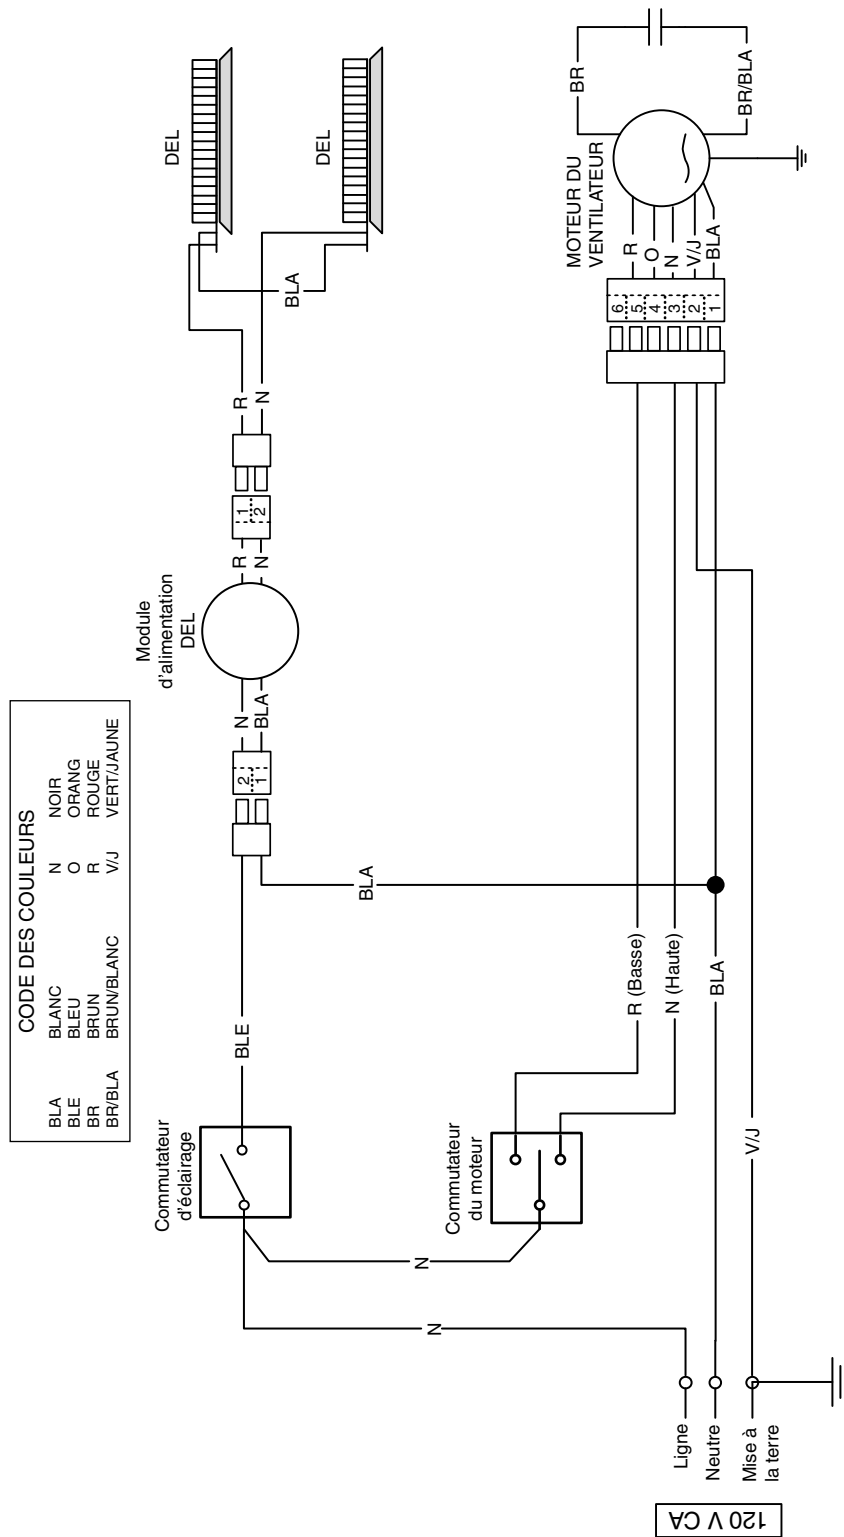 CODE DES COULEURS
BLA BLANC N NOIR
BLE BLEU O ORANG
BR BRUN R ROUGE
BR/BLA BRUN/BLANC V/J VERT/JAUNE
120 V CA
Ligne
Neutre
Mise à
la terre
N
N
Commutateur
d'éclairage
Commutateur
du moteur
BLE
BLA
R (Basse)
N (Haute)
BLA
V/J
2
1
N
BLA
Module
d'alimentation
DEL
R
N
1
2
R
N
BLA
DEL
DEL
6
5
4
3
2
1
R
O
N
V/J
BLA
MOTEUR DU
VENTILATEUR
BR
BR/BLA